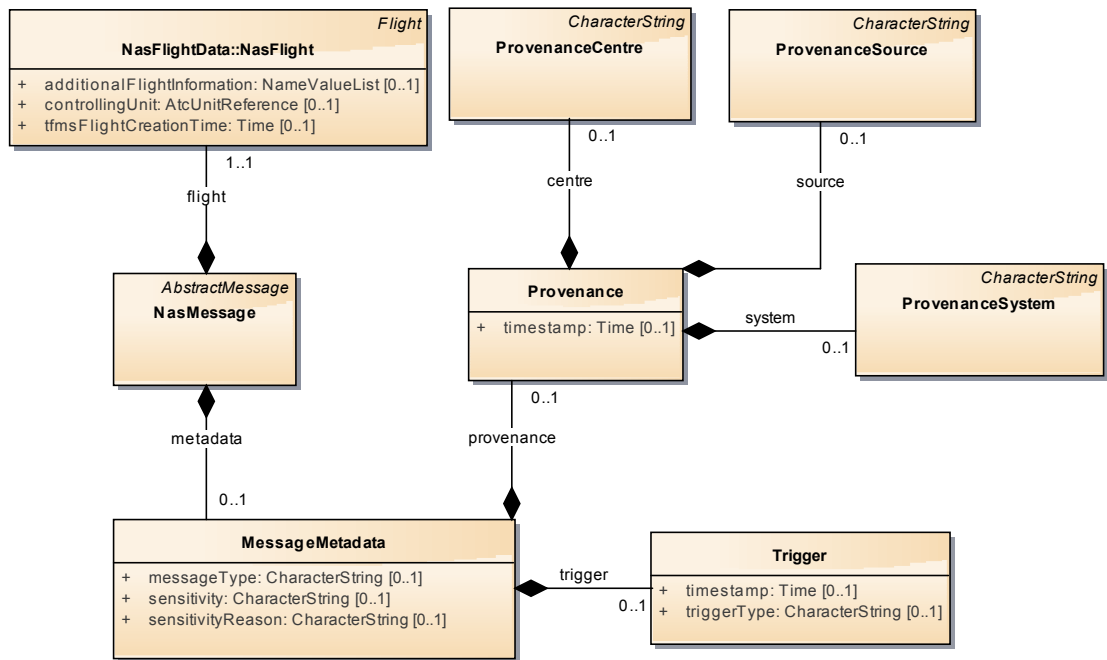 Flight
NasFlightData::NasFlight
+ additionalFlightInformation: NameValueList [0..1]
+ controllingUnit: AtcUnitReference [0..1]
+ tfmsFlightCreationTime: Time [0..1]
CharacterString
ProvenanceCentre
CharacterString
ProvenanceSource
1..1
flight
0..1
centre
0..1
source
AbstractMessage
NasMessage
Provenance
+ timestamp: Time [0..1]
system
0..1
CharacterString
ProvenanceSystem
metadata
0..1
0..1
provenance
MessageMetadata
+ messageType: CharacterString [0..1]
+ sensitivity: CharacterString [0..1]
+ sensitivityReason: CharacterString [0..1]
trigger
0..1
Trigger
+ timestamp: Time [0..1]
+ triggerType: CharacterString [0..1]